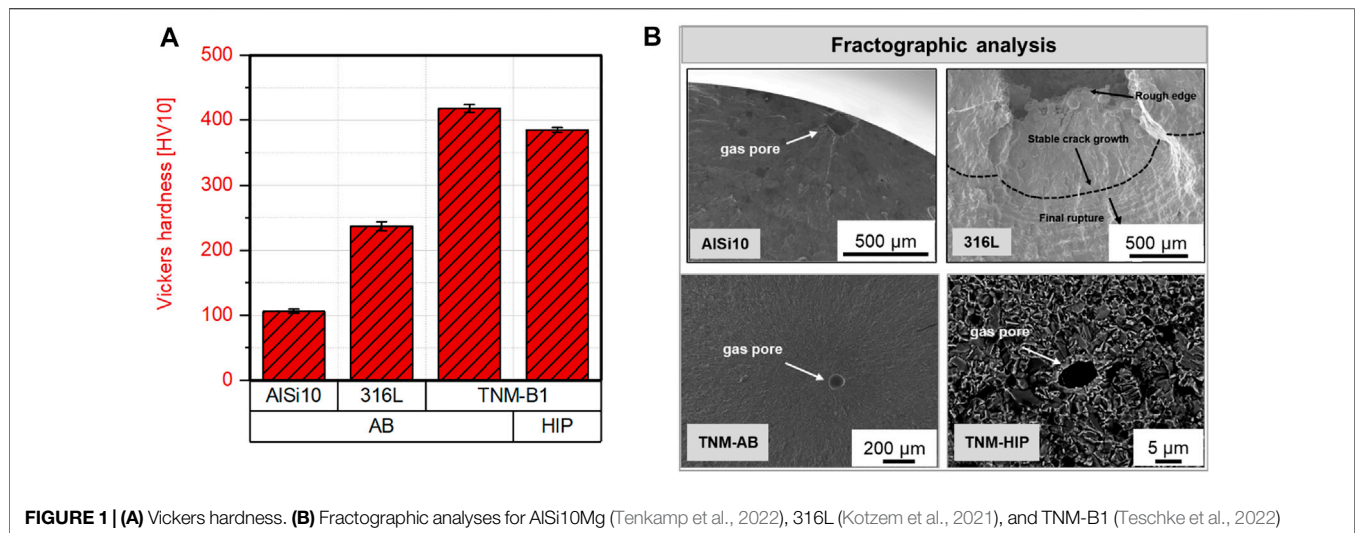 A
Vickers hardness [HV10]
500
400
300
200
100
0
AlSi10
316L
TNM-B1
AB
HIP
B
Fractographic analysis
gas pore
AlSi10
500 µm
Rough edge
Stable crack growth
Final rupture
316L
500 µm
gas pore
TNM-AB
200 µm
gas pore
TNM-HIP
5 µm
FIGURE 1 | (A) Vickers hardness. (B) Fractographic analyses for AlSi10Mg (Tenkamp et al., 2022), 316L (Kotzem et al., 2021), and TNM-B1 (Teschke et al., 2022)